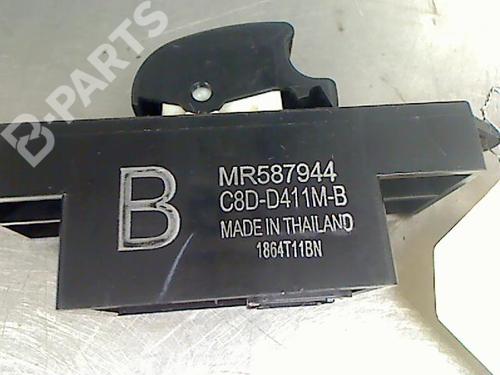 B-PARTS
B
MR587944
C8D-D411M-B
MADE IN THAILAND
1864T11BN